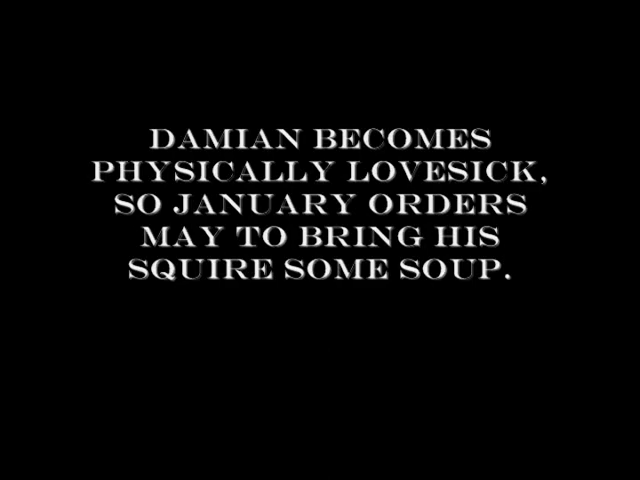 DAMIAN BECOMES
PHYSICALLY LOVESICK,
SO JANUARY ORDERS
MAY TO BRING HIS
SQUIRE SOME SOUP.